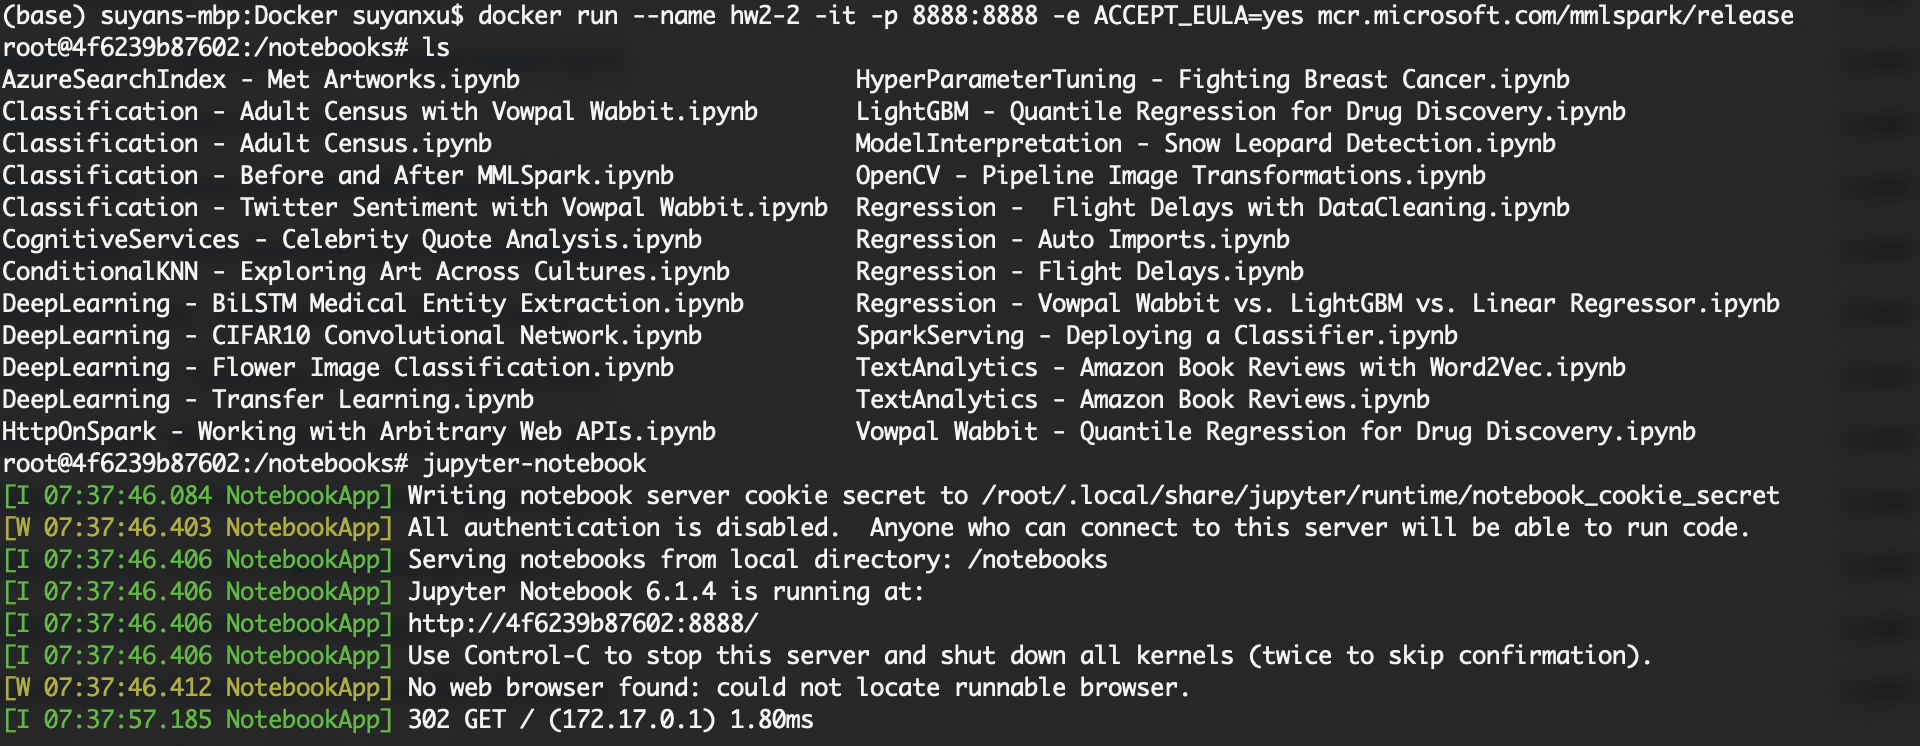 (base) suyans-mbp:Docker suyanxu$ docker run --name hw2-2 -it -p 8888:8888 -e ACCEPT_EULA=yes mcr.microsoft.com/mmlspark/release
root@4f6239b87602:/notebooks# ls
AzureSearchIndex - Met Artworks.ipynb                       HyperParameterTuning - Fighting Breast Cancer.ipynb
Classification - Adult Census with Vowpal Wabbit.ipynb      LightGBM - Quantile Regression for Drug Discovery.ipynb
Classification - Adult Census.ipynb                         ModelInterpretation - Snow Leopard Detection.ipynb
Classification - Before and After MMLSpark.ipynb            OpenCV - Pipeline Image Transformations.ipynb
Classification - Twitter Sentiment with Vowpal Wabbit.ipynb  Regression -  Flight Delays with DataCleaning.ipynb
CognitiveServices - Celebrity Quote Analysis.ipynb          Regression - Auto Imports.ipynb
ConditionalKNN - Exploring Art Across Cultures.ipynb        Regression - Flight Delays.ipynb
DeepLearning - BiLSTM Medical Entity Extraction.ipynb       Regression - Vowpal Wabbit vs. LightGBM vs. Linear Regressor.ipynb
DeepLearning - CIFAR10 Convolutional Network.ipynb          SparkServing - Deploying a Classifier.ipynb
DeepLearning - Flower Image Classification.ipynb            TextAnalytics - Amazon Book Reviews with Word2Vec.ipynb
DeepLearning - Transfer Learning.ipynb                      TextAnalytics - Amazon Book Reviews.ipynb
HttpOnSpark - Working with Arbitrary Web APIs.ipynb         Vowpal Wabbit - Quantile Regression for Drug Discovery.ipynb
root@4f6239b87602:/notebooks# jupyter-notebook
[I 07:37:46.084 NotebookApp] Writing notebook server cookie secret to /root/.local/share/jupyter/runtime/notebook_cookie_secret
[W 07:37:46.403 NotebookApp] All authentication is disabled.  Anyone who can connect to this server will be able to run code.
[I 07:37:46.406 NotebookApp] Serving notebooks from local directory: /notebooks
[I 07:37:46.406 NotebookApp] Jupyter Notebook 6.1.4 is running at:
[I 07:37:46.406 NotebookApp] http://4f6239b87602:8888/
[I 07:37:46.406 NotebookApp] Use Control-C to stop this server and shut down all kernels (twice to skip confirmation).
[W 07:37:46.412 NotebookApp] No web browser found: could not locate runnable browser.
[I 07:37:57.185 NotebookApp] 302 GET / (172.17.0.1) 1.80ms